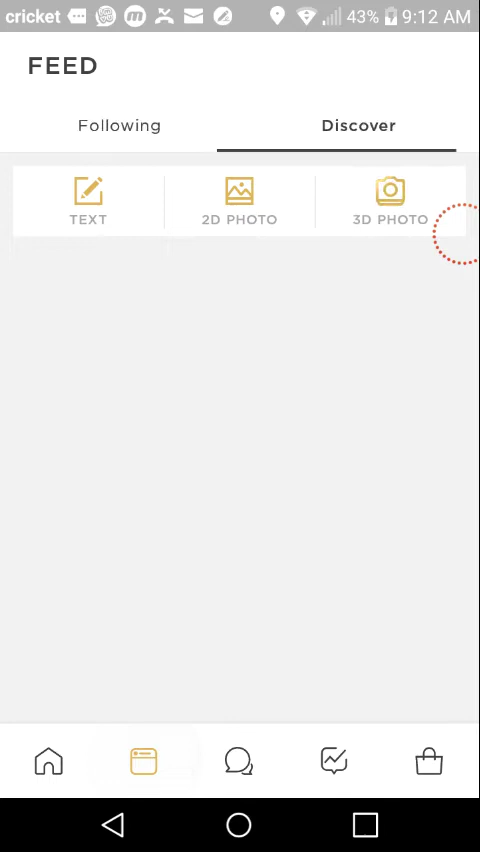 cricket 43% 9:12 AM
FEED
Following Discover
TEXT 2D PHOTO 3D PHOTO